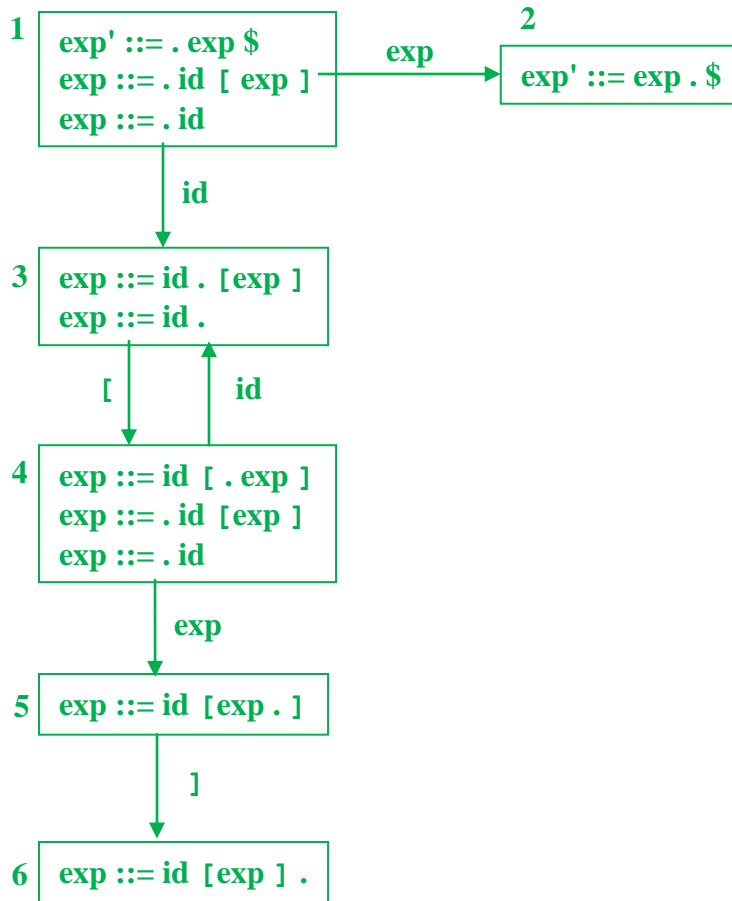 1
exp' ::= . exp $
exp ::= . id [ exp ]
exp ::= . id
exp
2
exp' ::= exp . $
id
3
exp ::= id . [exp ]
exp ::= id .
[
id
4
exp ::= id [ . exp ]
exp ::= . id [exp ]
exp ::= . id
exp
5
exp ::= id [exp . ]
]
6
exp ::= id [exp ] .